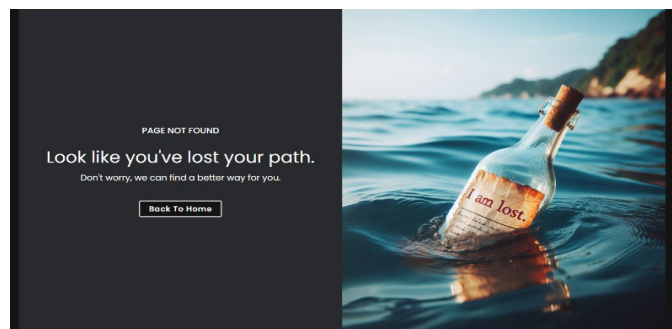 PAGE NOT FOUND
Look like you've lost your path.
Don't worry, we can find a better way for you.
Back To Home
I am lost.